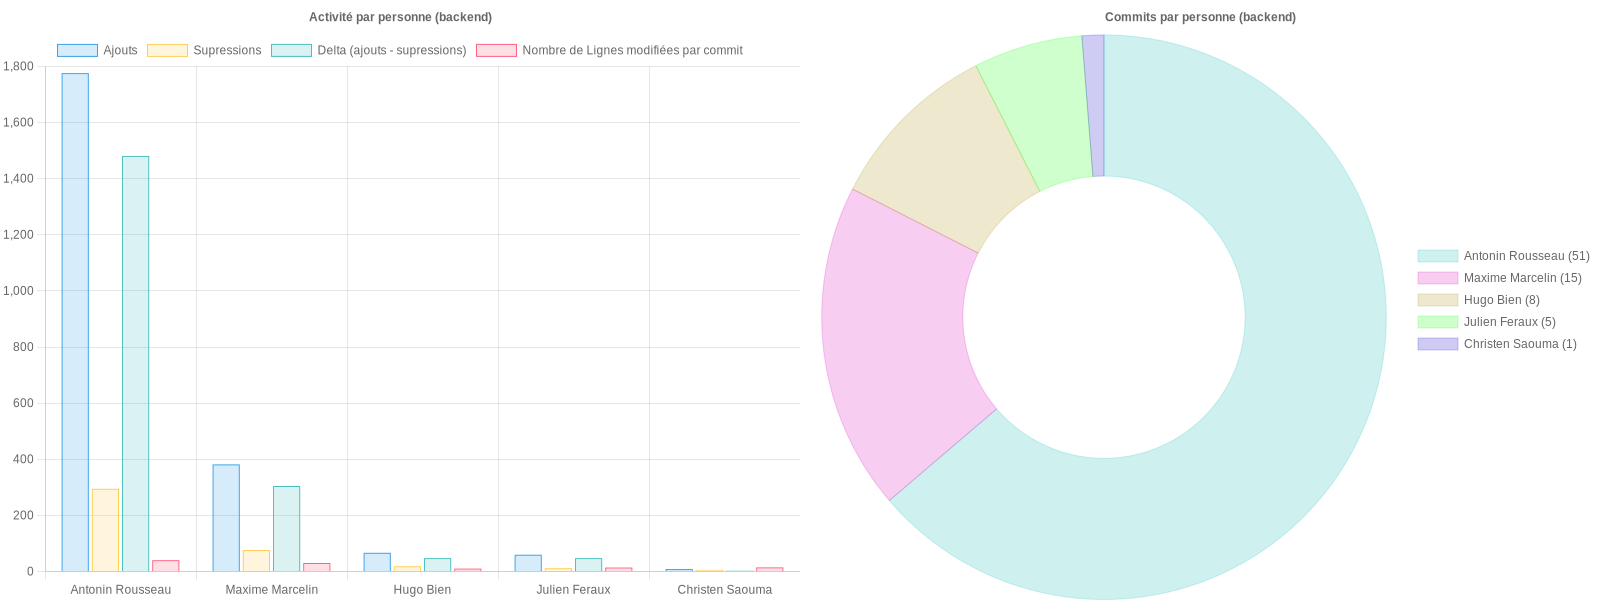 Activité par personne (backend)
Ajouts Supressions Delta (ajouts - supressions) Nombre de Lignes modifiées par commit
1,800
1,600
1,400
1,200
1,000
800
600
400
200
0
Antonin Rousseau Maxime Marcelin Hugo Bien Julien Feraux Christen Saouma
Commits par personne (backend)
Antonin Rousseau (51)
Maxime Marcelin (15)
Hugo Bien (8)
Julien Feraux (5)
Christen Saouma (1)